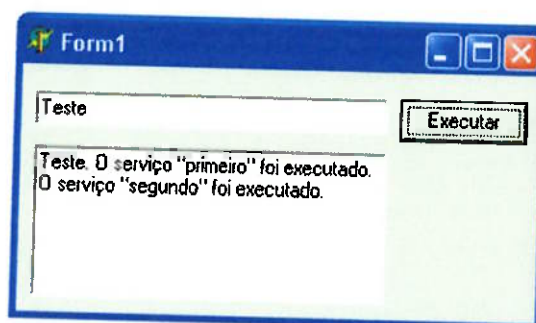 Form1
Teste
Executar
Teste. O serviço "primeiro" foi executado.
O serviço "segundo" foi executado.